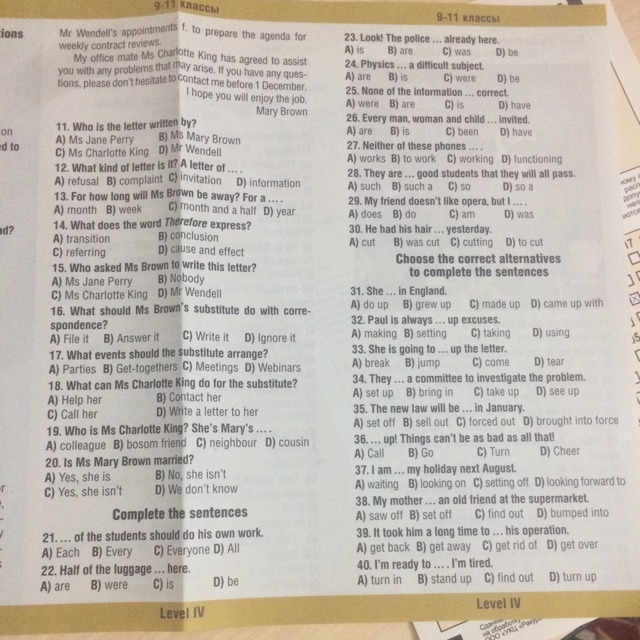 9-11 классы
tions
Mr Wendell's appointments f. to prepare the agenda for
weekly contract reviews.
My office mate Ms Charlotte King has agreed to assist
you with any problems that may arise. If you have any ques-
tions, please don't hesitate to contact me before 1 December.
I hope you will enjoy the job.
Mary Brown
11. Who is the letter written by?
A) Ms Jane Perry B) Ms Mary Brown
C) Ms Charlotte King D) Mr Wendell
12. What kind of letter is it? A letter of ....
A) refusal B) complaint C) invitation D) information
13. For how long will Ms Brown be away? For a ....
A) month B) week C) month and a half D) year
14. What does the word Therefore express?
A) transition B) conclusion
C) referring D) cause and effect
15. Who asked Ms Brown to write this letter?
A) Ms Jane Perry B) Nobody
C) Ms Charlotte King D) Mr Wendell
16. What should Ms Brown's substitute do with corre-
spondence?
A) File it B) Answer it C) Write it D) Ignore it
17. What events should the substitute arrange?
A) Parties B) Get-togethers C) Meetings D) Webinars
18. What can Ms Charlotte King do for the substitute?
A) Help her B) Contact her
C) Call her D) Write a letter to her
19. Who is Ms Charlotte King? She's Mary's ....
A) colleague B) bosom friend C) neighbour D) cousin
20. Is Ms Mary Brown married?
A) Yes, she is B) No, she isn't
C) Yes, she isn't D) We don't know
Complete the sentences
21. ... of the students should do his own work.
A) Each B) Every C) Everyone D) All
22. Half of the luggage ... here.
A) are B) were C) is D) be
Level IV
9-11 классы
23. Look! The police ... already here.
A) is B) are C) was D) be
24. Physics ... a difficult subject.
A) are B) is C) were D) be
25. None of the information ... correct.
A) were B) are C) is D) have
26. Every man, woman and child ... invited.
A) are B) is C) been D) have
27. Neither of these phones ....
A) works B) to work C) working D) functioning
28. They are ... good students that they will all pass.
A) such B) such a C) so D) so a
29. My friend doesn't like opera, but I ....
A) does B) do C) am D) was
30. He had his hair ... yesterday.
A) cut B) was cut C) cutting D) to cut
Choose the correct alternatives
to complete the sentences
31. She ... in England.
A) do up B) grew up C) made up D) came up with
32. Paul is always ... up excuses.
A) making B) setting C) taking D) using
33. She is going to ... up the letter.
A) break B) jump C) come D) tear
34. They ... a committee to investigate the problem.
A) set up B) bring in C) take up D) see up
35. The new law will be ... in January.
A) set off B) sell out C) forced out D) brought into force
36. ... up! Things can't be as bad as all that!
A) Call B) Go C) Turn D) Cheer
37. I am ... my holiday next August.
A) waiting B) looking on C) setting off D) looking forward to
38. My mother ... an old friend at the supermarket.
A) saw off B) set off C) find out D) bumped into
39. It took him a long time to ... his operation.
A) get back B) get away C) get rid of D) get over
40. I'm ready to .... I'm tired.
A) turn in B) stand up C) find out D) turn up
Level IV